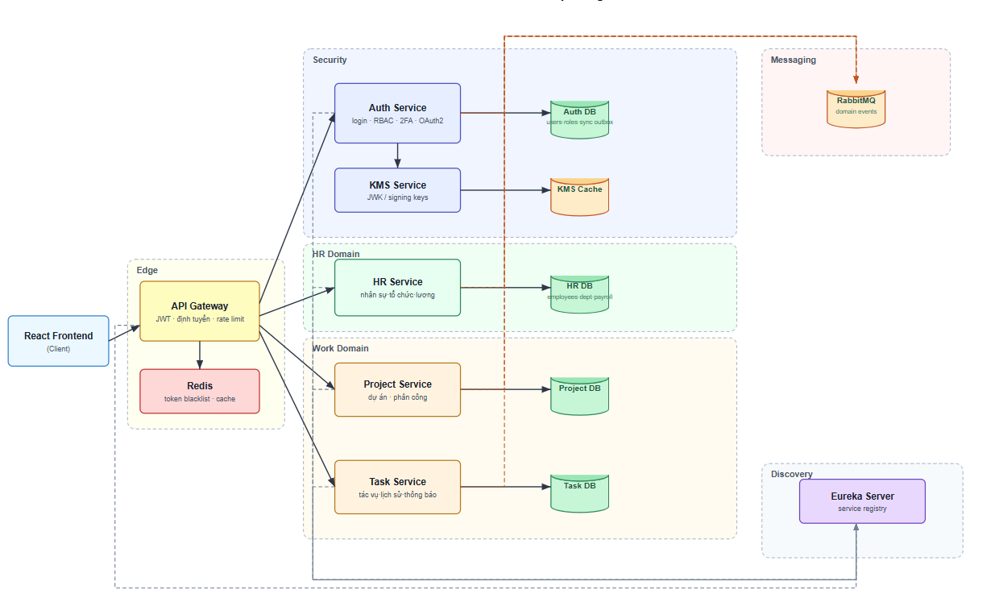 Security
Auth Service
login · RBAC · 2FA · OAuth2
Auth DB
users·roles·sync outbox
KMS Service
JWK / signing keys
KMS Cache
Messaging
RabbitMQ
domain events
HR Domain
HR Service
nhân sự·tổ chức·lương
HR DB
employees·dept·payroll
Edge
API Gateway
JWT · định tuyến · rate limit
React Frontend
(Client)
Redis
token blacklist · cache
Work Domain
Project Service
dự án · phân công
Project DB
Task Service
tác vụ·lịch sử·thông báo
Task DB
Discovery
Eureka Server
service registry